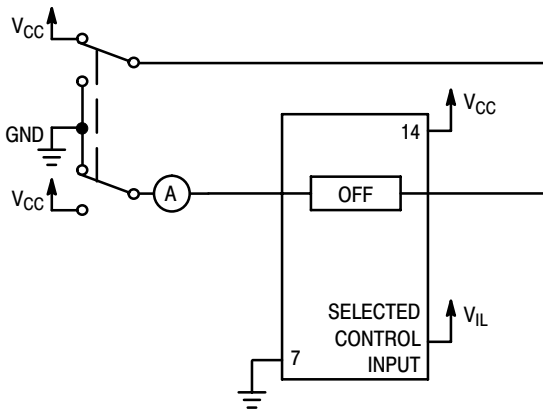 VCC
GND
VCC
A
14
VCC
OFF
SELECTED
CONTROL
INPUT
VIL
7